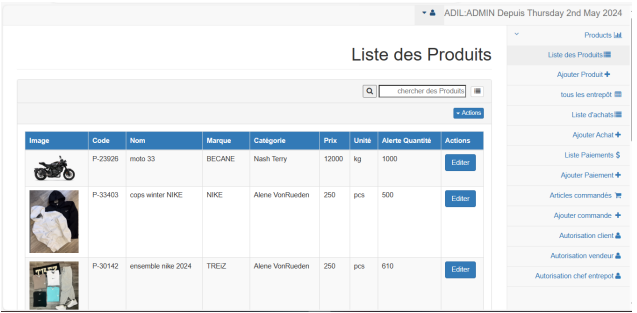 ADIL:ADMIN Depuis Thursday 2nd May 2024
Products
Liste des Produits
Ajouter Produit
tous les entrepôt
Liste d'achats
Ajouter Achat
Liste Paiements $
Ajouter Paiement
Articles commandés
Ajouter commande
Autorisation client
Autorisation vendeur
Autorisation chef entrepot
Liste des Produits
chercher des Produits
Actions
Image Code Nom Marque Catégorie Prix Unité Alerte Quantité Actions
P-23926 moto 33 BECANE Nash Terry 12000 kg 1000 Editer
P-33403 cops winter NIKE NIKE Alene VonRueden 250 pcs 500 Editer
P-30142 ensemble nike 2024 TREIZ Alene VonRueden 250 pcs 610 Editer